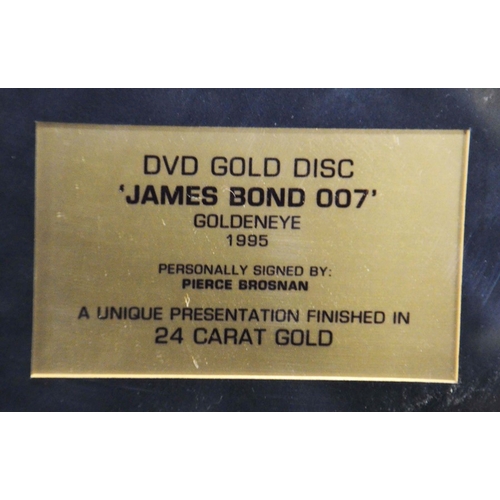 DVD GOLD DISC
'JAMES BOND 007'
GOLDENEYE
1995
PERSONALLY SIGNED BY:
PIERCE BROSNAN
A UNIQUE PRESENTATION FINISHED IN
24 CARAT GOLD